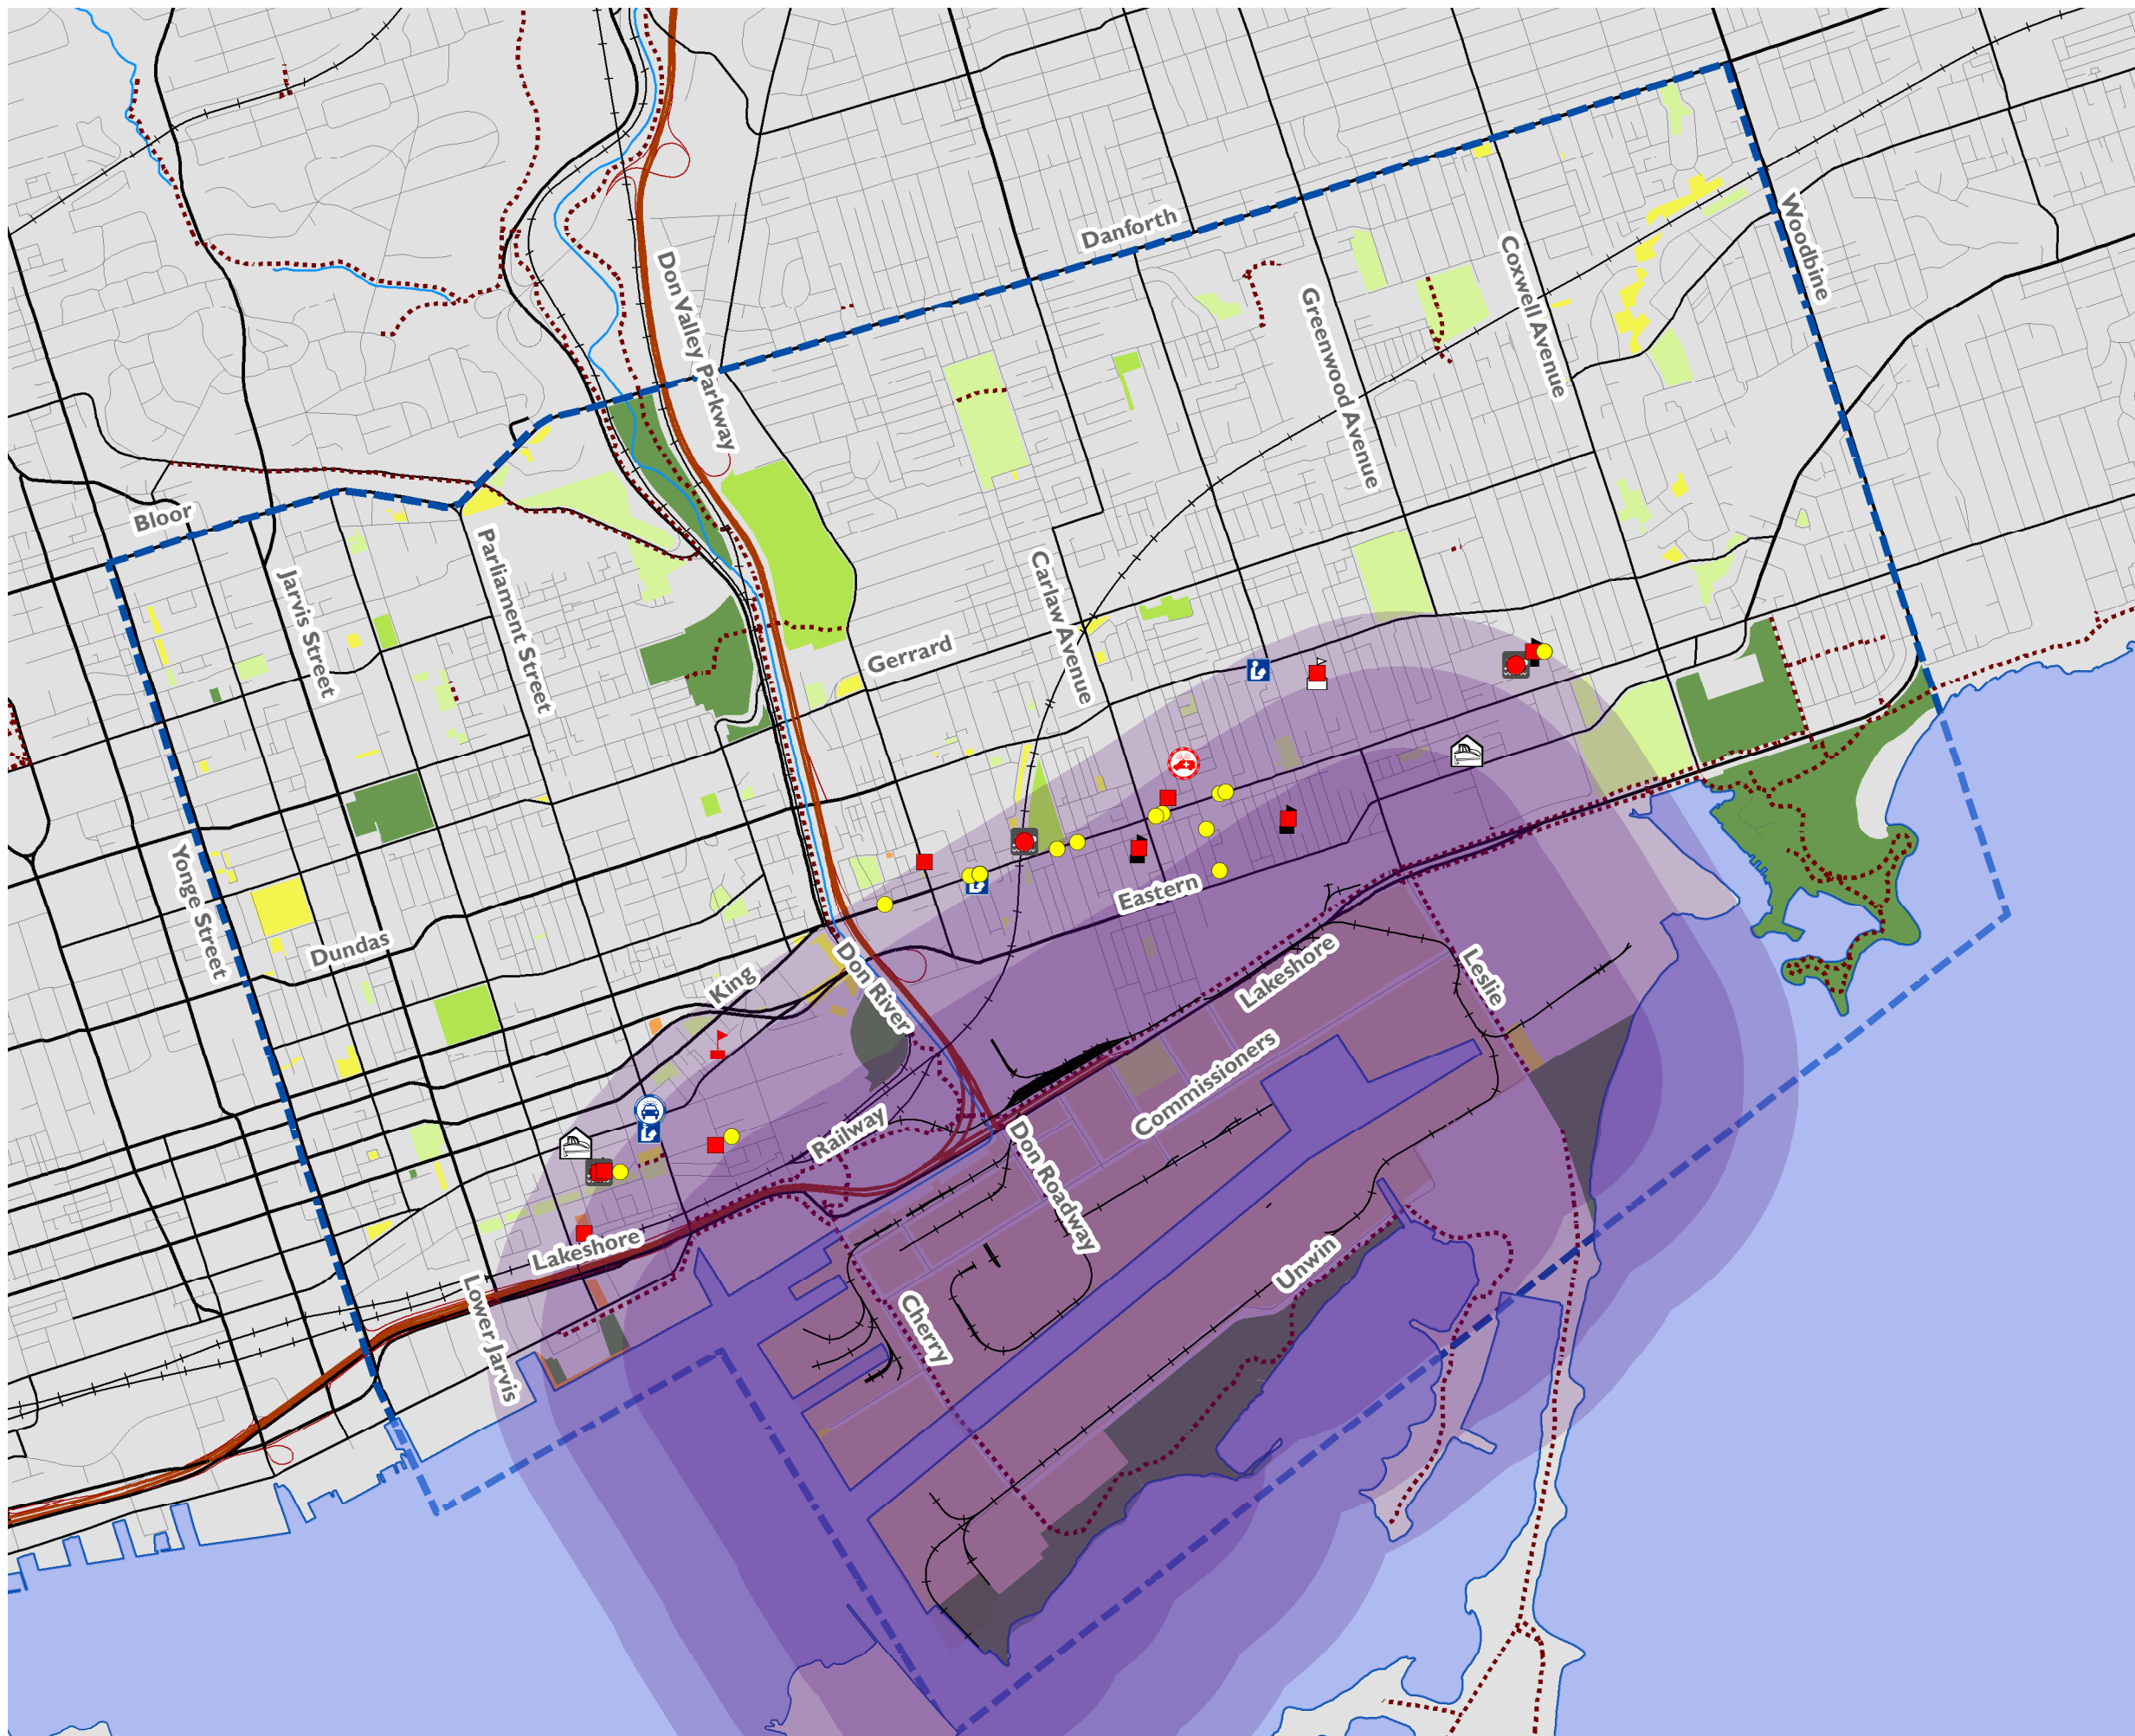 Danforth
Woodbine
Coxwell Avenue
Greenwood Avenue
Don Valley Parkway
Bloor
Parliament Street
Jarvis Street
Carlaw Avenue
Gerrard
Yonge Street
Dundas
King
Don River
Eastern
Lakeshore
Leslie
Commissioners
Railway
Don Roadway
Lakeshore
Lower Jarvis
Cherry
Unwin